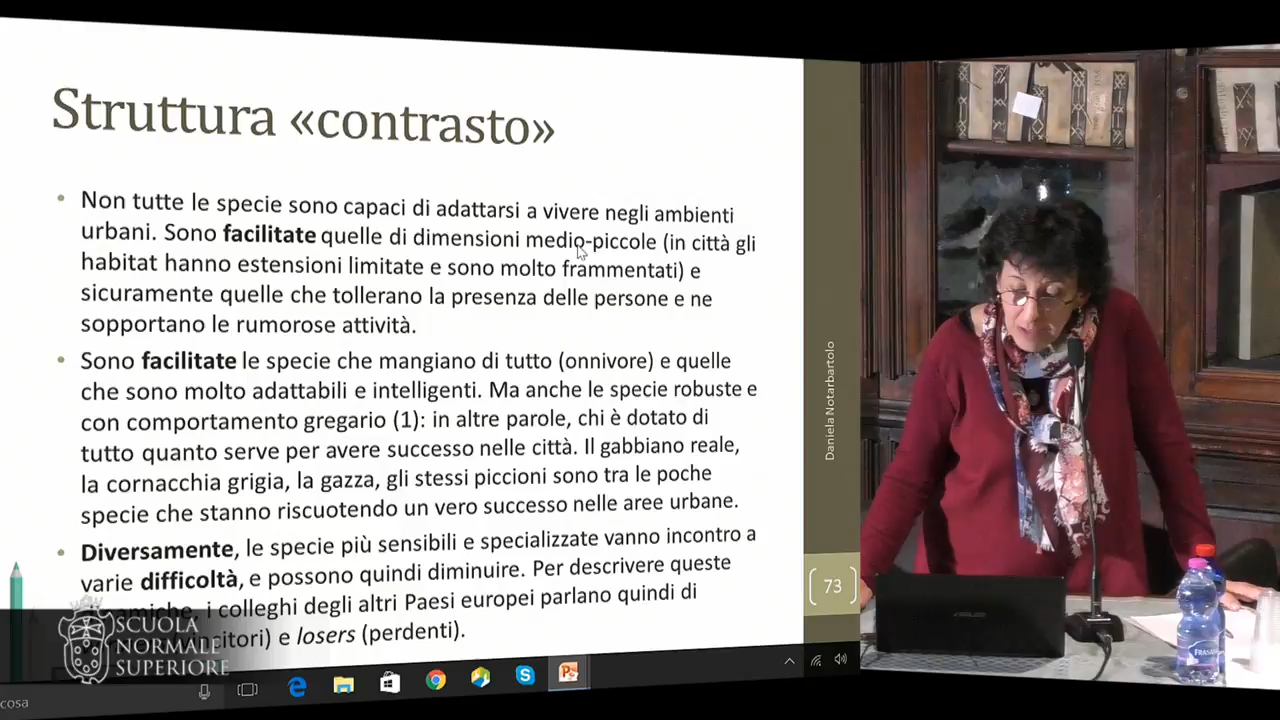 Struttura «contrasto»
• Non tutte le specie sono capaci di adattarsi a vivere negli ambienti
urbani. Sono facilitate quelle di dimensioni medio-piccole (in città gli
habitat hanno estensioni limitate e sono molto frammentati) e
sicuramente quelle che tollerano la presenza delle persone e ne
sopportano le rumorose attività.
• Sono facilitate le specie che mangiano di tutto (onnivore) e quelle
che sono molto adattabili e intelligenti. Ma anche le specie robuste e
con comportamento gregario (1): in altre parole, chi è dotato di
tutto quanto serve per avere successo nelle città. Il gabbiano reale,
la cornacchia grigia, la gazza, gli stessi piccioni sono tra le poche
specie che stanno riscuotendo un vero successo nelle aree urbane.
• Diversamente, le specie più sensibili e specializzate vanno incontro a
varie difficoltà, e possono quindi diminuire. Per descrivere queste
i colleghi degli altri Paesi europei parlano quindi di
e losers (perdenti).
Daniela Notarbartolo
73
SCUOLA
NORMALE
SUPERIORE
cosa
ASUS